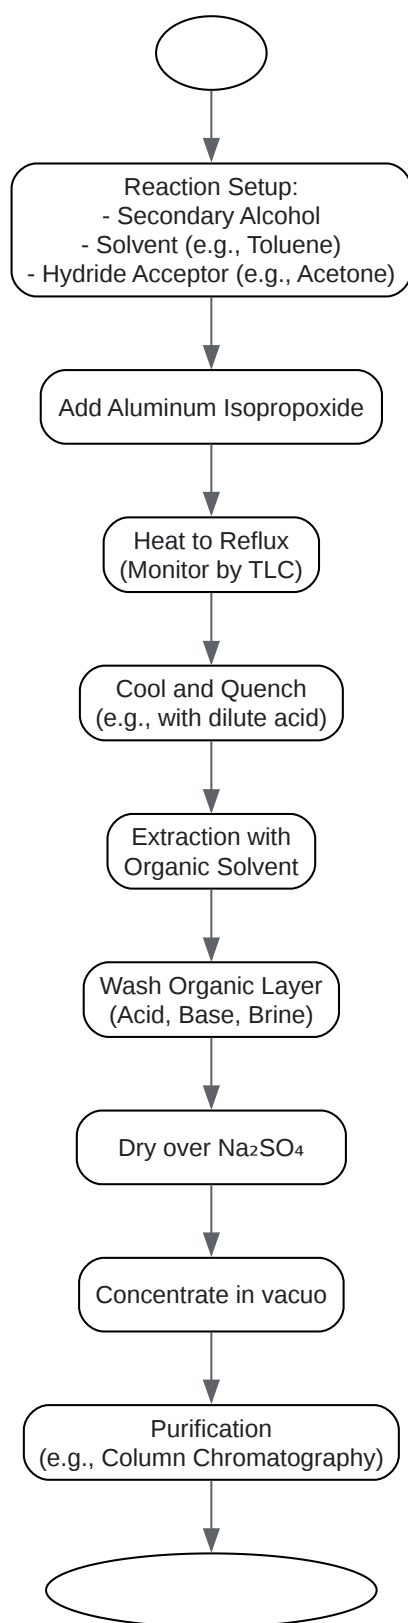 Reaction Setup:
- Secondary Alcohol
- Solvent (e.g., Toluene)
- Hydride Acceptor (e.g., Acetone)
Add Aluminum Isopropoxide
Heat to Reflux
(Monitor by TLC)
Cool and Quench
(e.g., with dilute acid)
Extraction with
Organic Solvent
Wash Organic Layer
(Acid, Base, Brine)
Dry over Na₂SO₄
Concentrate in vacuo
Purification
(e.g., Column Chromatography)